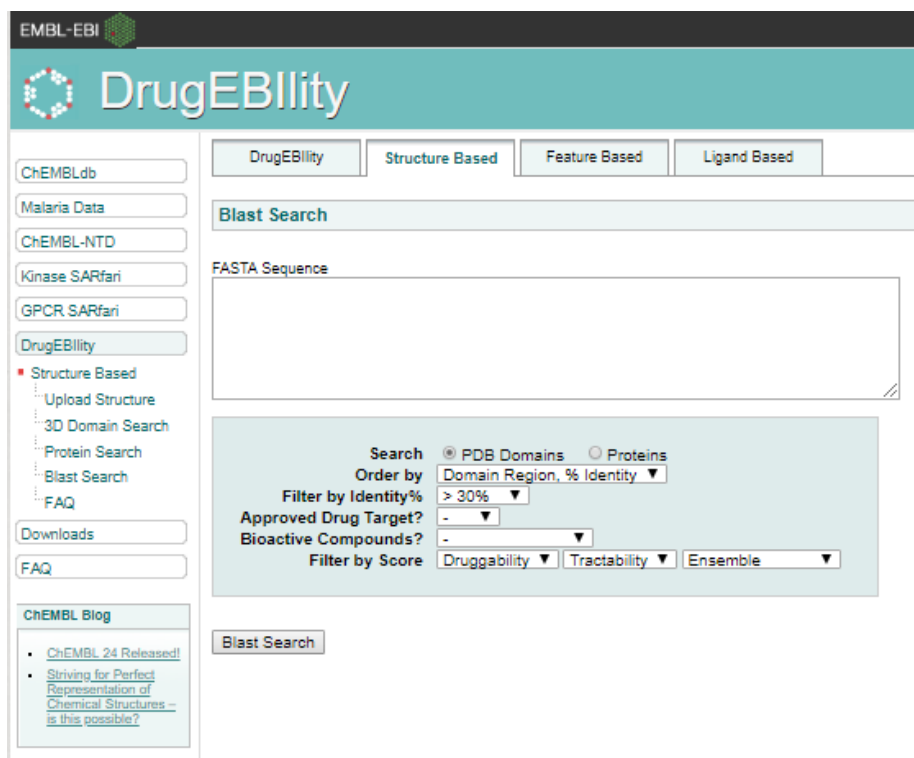 EMBL-EBI
DrugEBIlity
ChEMBLdb
Malaria Data
ChEMBL-NTD
Kinase SARfari
GPCR SARfari
DrugEBIlity
Structure Based
Upload Structure
3D Domain Search
Protein Search
Blast Search
FAQ
Downloads
FAQ
ChEMBL Blog
ChEMBL 24 Released!
Striving for Perfect
Representation of
Chemical Structures –
is this possible?
DrugEBIlity Structure Based Feature Based Ligand Based
Blast Search
FASTA Sequence
Search PDB Domains Proteins
Order by Domain Region, % Identity ▼
Filter by Identity% > 30% ▼
Approved Drug Target? - ▼
Bioactive Compounds? - ▼
Filter by Score Druggability ▼ Tractability ▼ Ensemble ▼
Blast Search